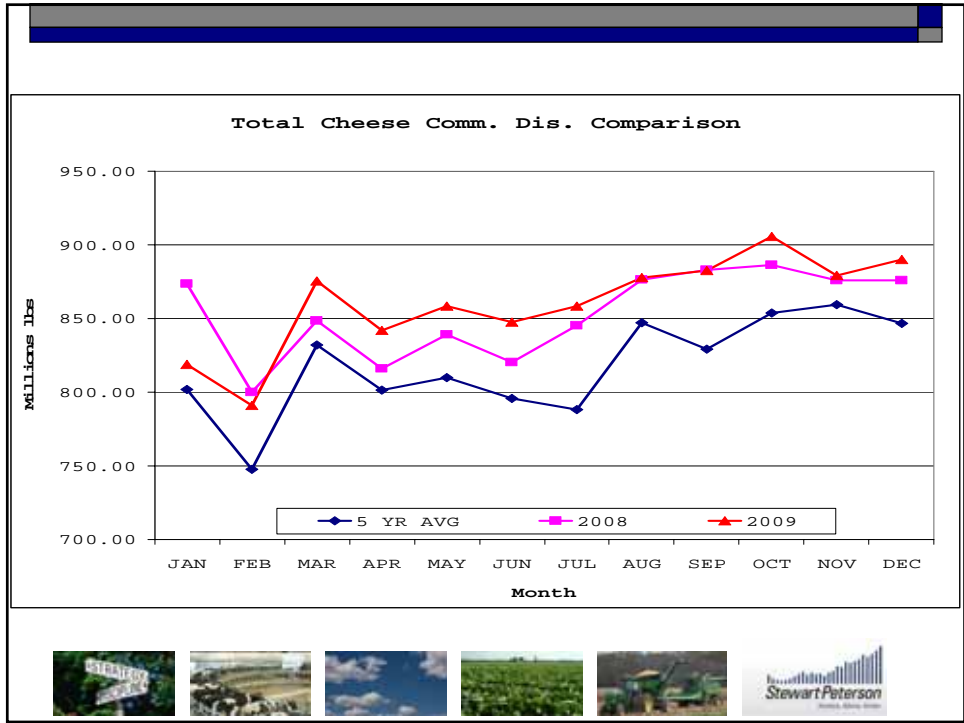 Total Cheese Comm. Dis. Comparison
950.00
900.00
850.00
800.00
750.00
700.00
Millions lbs
5 YR AVG 2008 2009
JAN FEB MAR APR MAY JUN JUL AUG SEP OCT NOV DEC
Month
STRATEGY
StewartPeterson